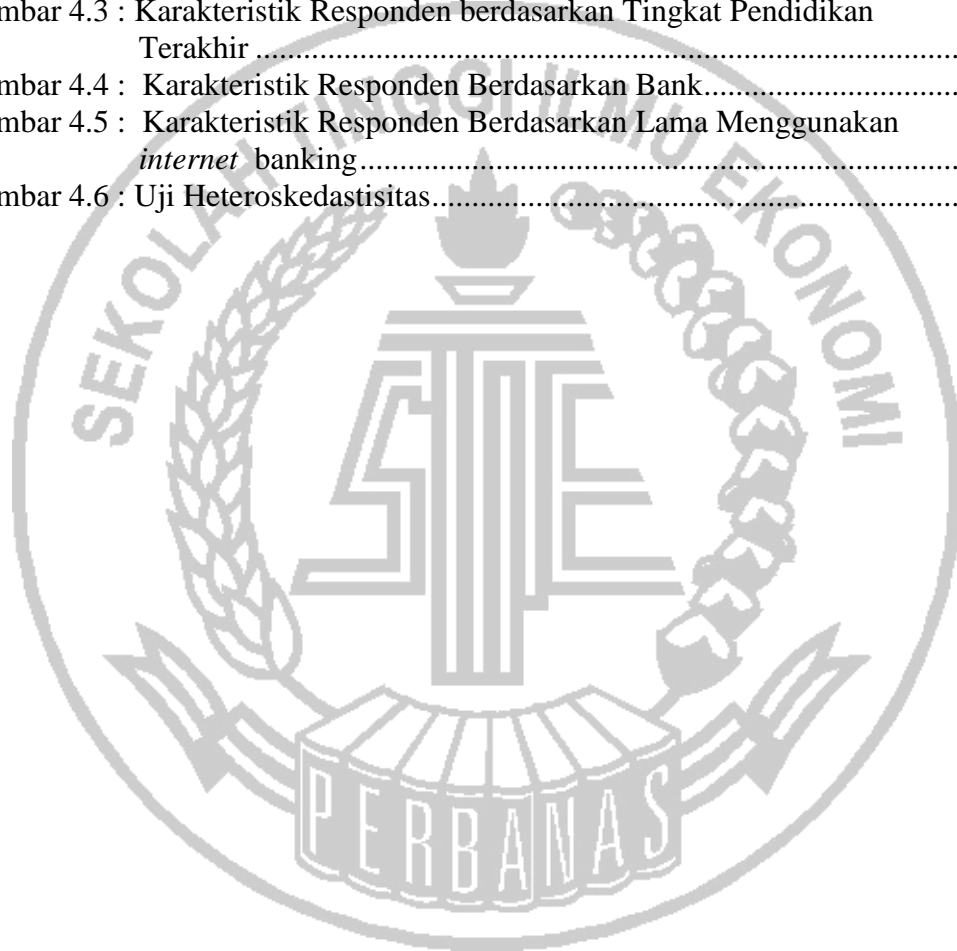 mbar 4.3 : Karakteristik Responden berdasarkan Tingkat Pendidikan
Terakhir ........................................................................................
mbar 4.4 : Karakteristik Responden Berdasarkan Bank................................
mbar 4.5 : Karakteristik Responden Berdasarkan Lama Menggunakan
internet banking...........................................................................
mbar 4.6 : Uji Heteroskedastisitas..................................................................
SEKOLAH TINGGI ILMU EKONOMI
STIE
PERBANAS